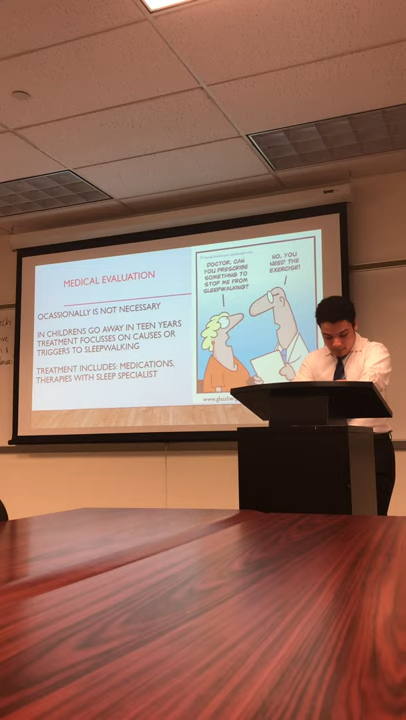 MEDICAL EVALUATION
OCASSIONALLY IS NOT NECESSARY
IN CHILDRENS GO AWAY IN TEEN YEARS
TREATMENT FOCUSSES ON CAUSES OR
TRIGGERS TO SLEEPWALKING
TREATMENT INCLUDES: MEDICATIONS,
THERAPIES WITH SLEEP SPECIALIST
DOCTOR, CAN
YOU PRESCRIBE
SOMETHING TO
STOP ME FROM
SLEEPWALKING?
NO. YOU
NEED THE
EXERCISE!